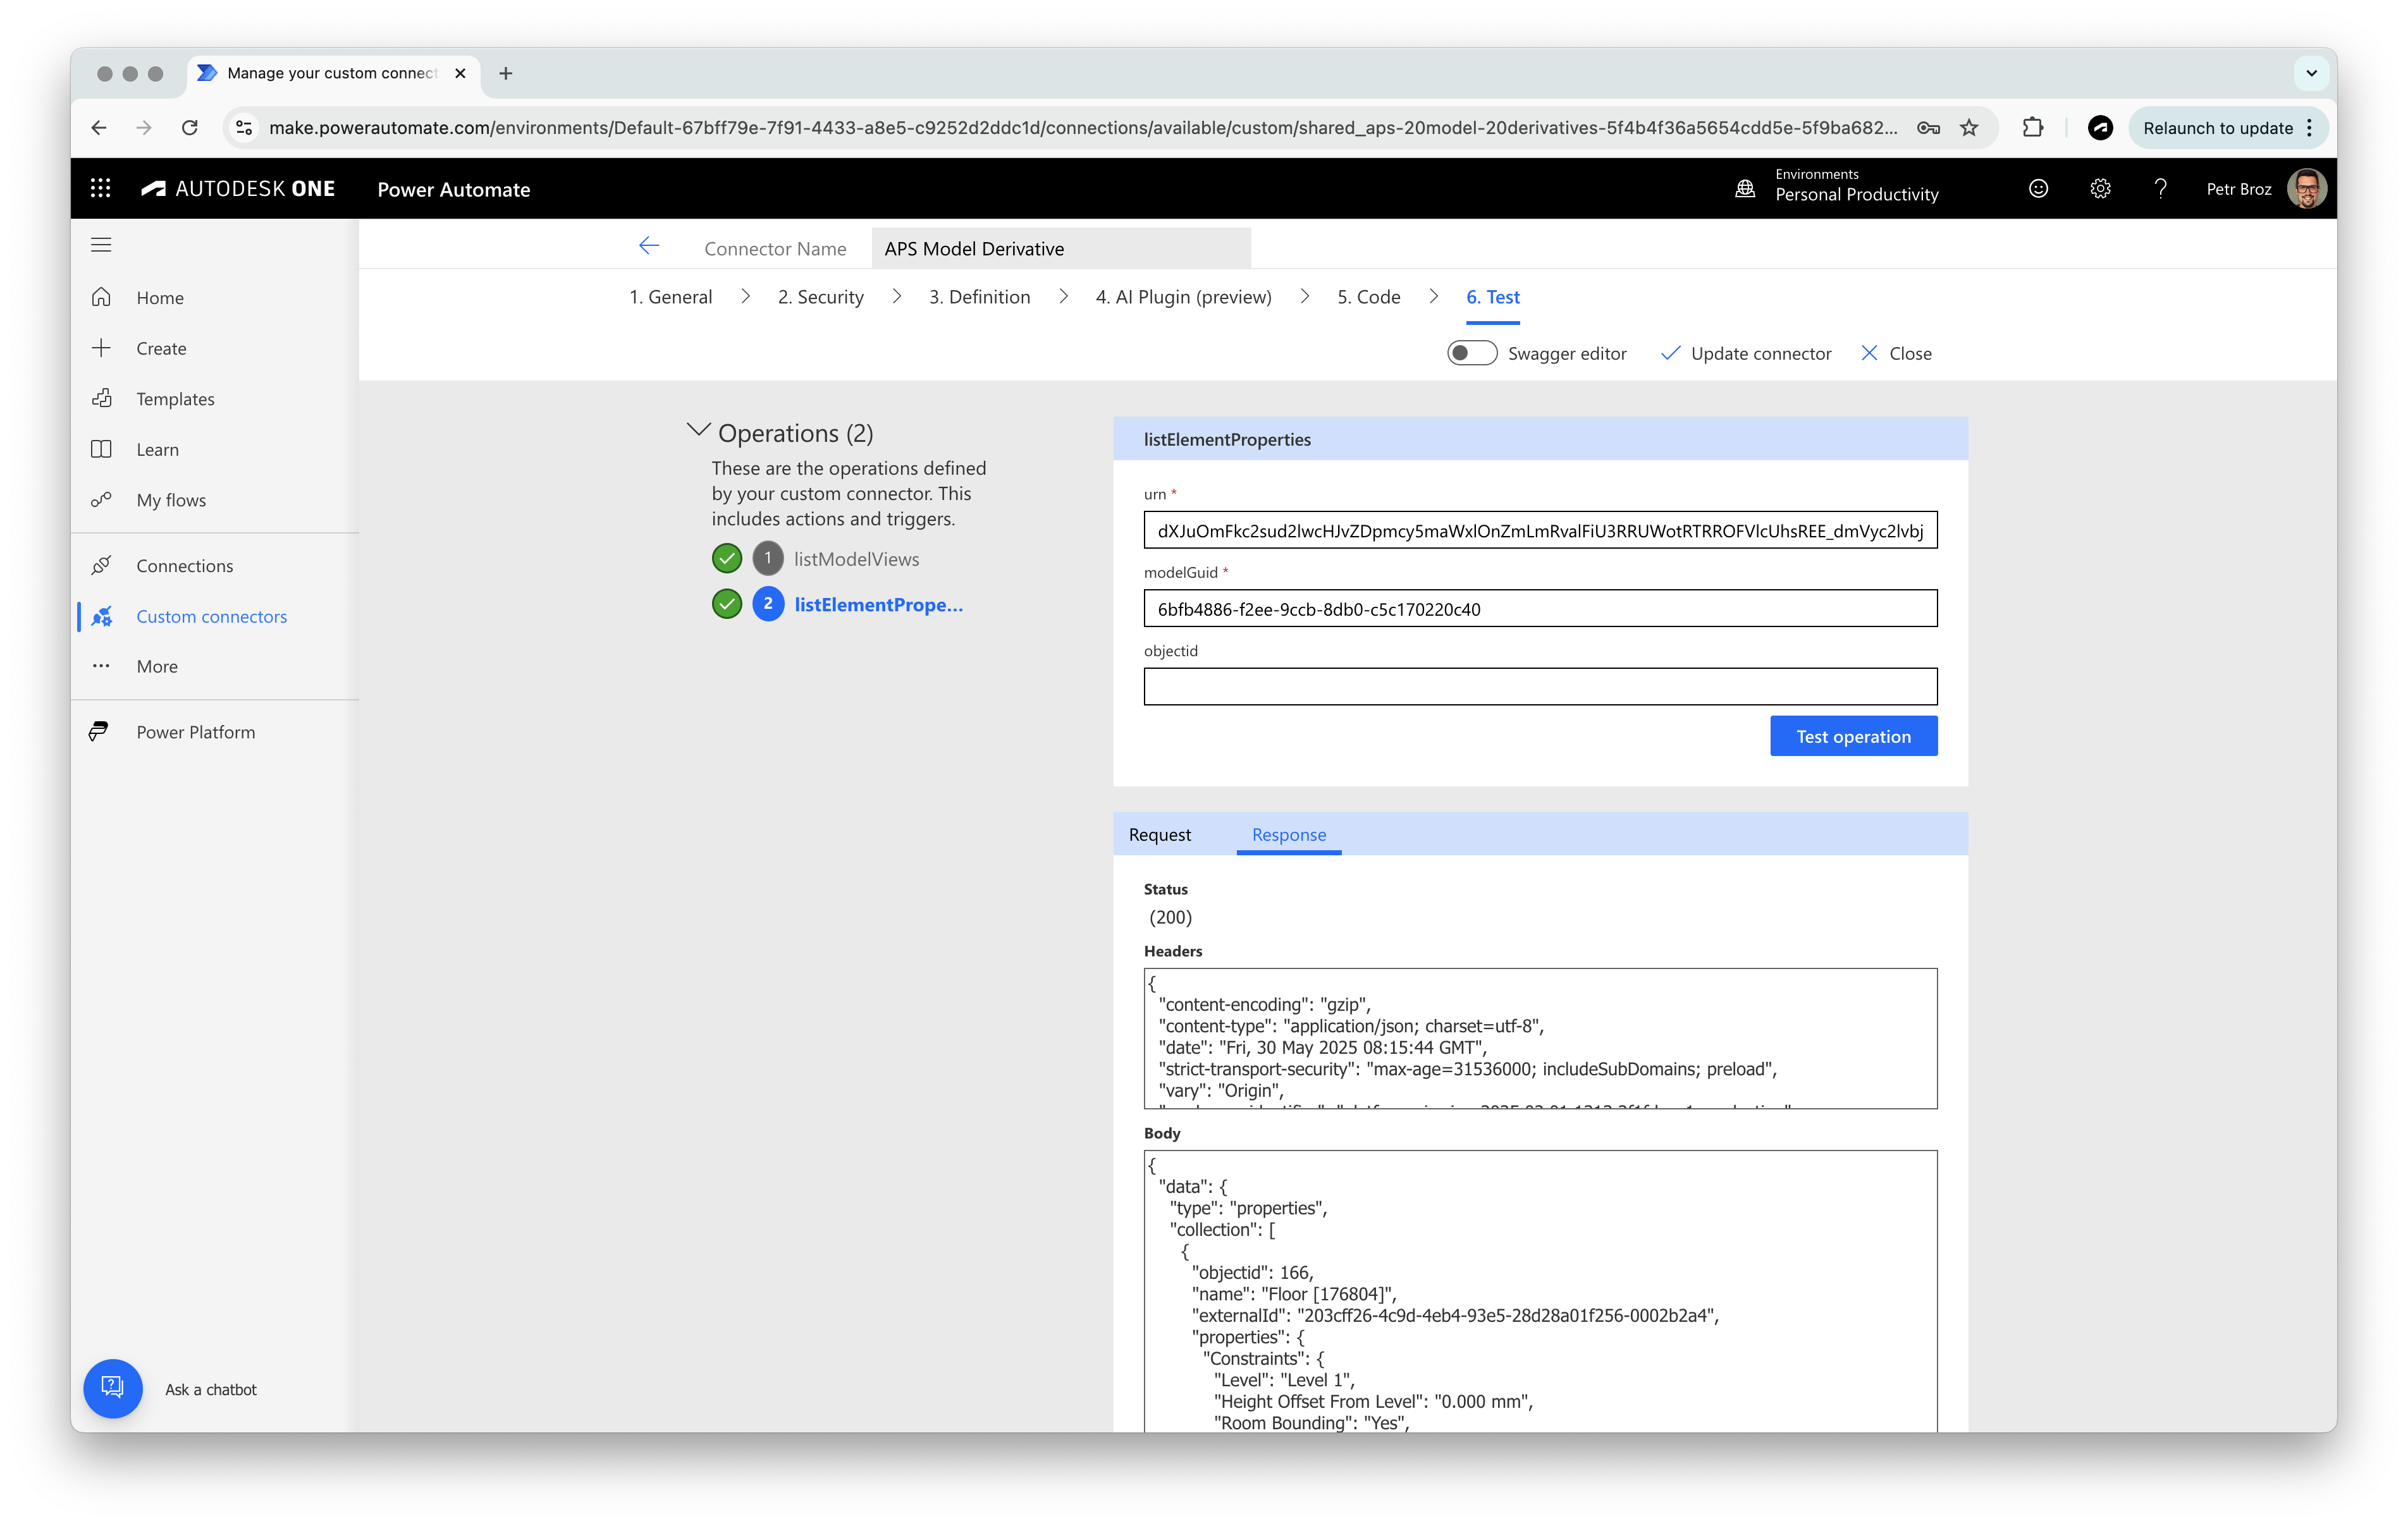 Manage your custom connect
make.powerautomate.com/environments/Default-67bff79e-7f91-4433-a8e5-c9252d2ddc1d/connections/available/custom/shared_aps-20model-20derivatives-5f4b4f36a5654cdd5e-5f9ba682...
Relaunch to update
AUTODESK ONE
Power Automate
Environments
Personal Productivity
Petr Broz
Home
Create
Templates
Learn
My flows
Connections
Custom connectors
More
Power Platform
Ask a chatbot
Connector Name
APS Model Derivative
1. General
2. Security
3. Definition
4. AI Plugin (preview)
5. Code
6. Test
Swagger editor
Update connector
Close
Operations (2)
These are the operations defined
by your custom connector. This
includes actions and triggers.
1 listModelViews
2 listElementPrope...
listElementProperties
urn *
dXJuOmFkc2sud2lwcHJvZDpmcy5maWxlOnZmLmRvalFiU3RRUWotRTRROFVlcUhsREE_dmVyc2lvbj
modelGuid *
6bfb4886-f2ee-9ccb-8db0-c5c170220c40
objectid
Test operation
Request
Response
Status
(200)
Headers
{
"content-encoding": "gzip",
"content-type": "application/json; charset=utf-8",
"date": "Fri, 30 May 2025 08:15:44 GMT",
"strict-transport-security": "max-age=31536000; includeSubDomains; preload",
"vary": "Origin",
Body
{
"data": {
"type": "properties",
"collection": [
{
"objectid": 166,
"name": "Floor [176804]",
"externalId": "203cff26-4c9d-4eb4-93e5-28d28a01f256-0002b2a4",
"properties": {
"Constraints": {
"Level": "Level 1",
"Height Offset From Level": "0.000 mm",
"Room Bounding": "Yes",